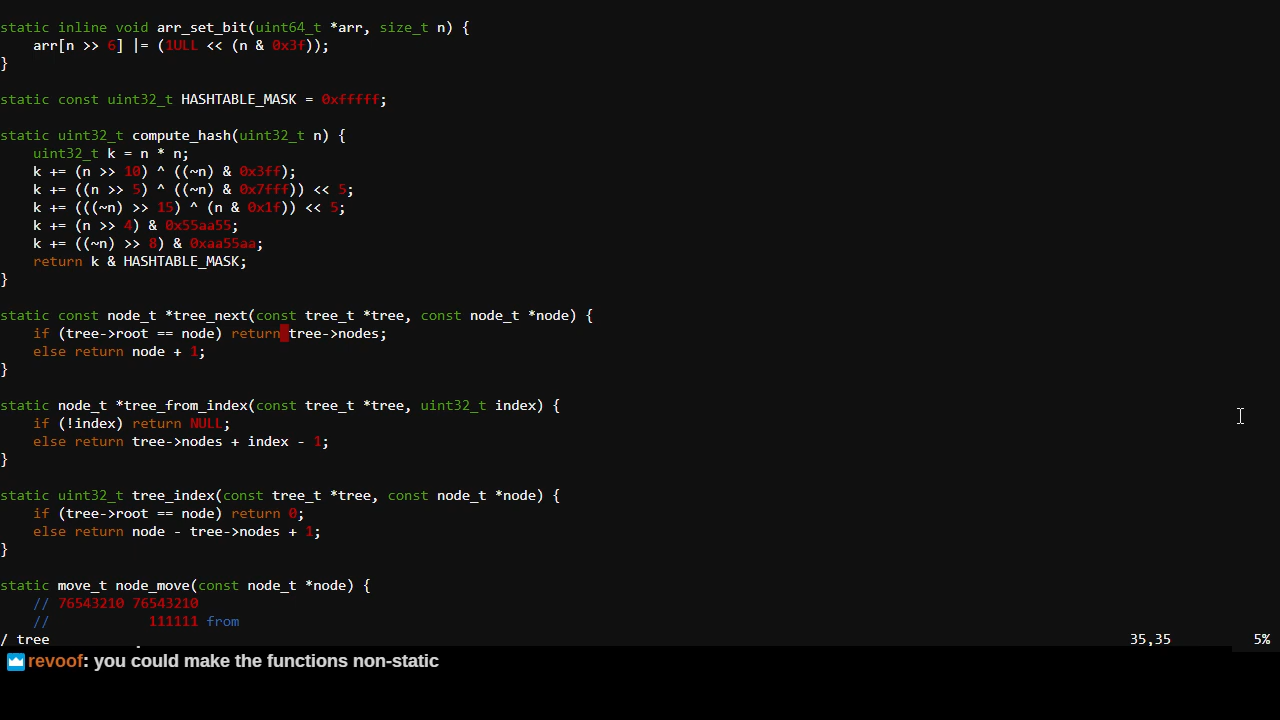 static inline void arr_set_bit(uint64_t *arr, size_t n) {
    arr[n >> 6] |= (1ULL << (n & 0x3f));
}
static const uint32_t HASHTABLE_MASK = 0xfffff;
static uint32_t compute_hash(uint32_t n) {
    uint32_t k = n * n;
    k += (n >> 10) ^ ((~n) & 0x3ff);
    k += ((n >> 5) ^ ((~n) & 0x7fff)) << 5;
    k += (((~n) >> 15) ^ (n & 0x1f)) << 5;
    k += (n >> 4) & 0x55aa55;
    k += ((~n) >> 8) & 0xaa55aa;
    return k & HASHTABLE_MASK;
}
static const node_t *tree_next(const tree_t *tree, const node_t *node) {
    if (tree->root == node) return tree->nodes;
    else return node + 1;
}
static node_t *tree_from_index(const tree_t *tree, uint32_t index) {
    if (!index) return NULL;
    else return tree->nodes + index - 1;
}
static uint32_t tree_index(const tree_t *tree, const node_t *node) {
    if (tree->root == node) return 0;
    else return node - tree->nodes + 1;
}
static move_t node_move(const node_t *node) {
    // 76543210 76543210
    //            111111 from
/ tree 35,35 5%
revoof: you could make the functions non-static